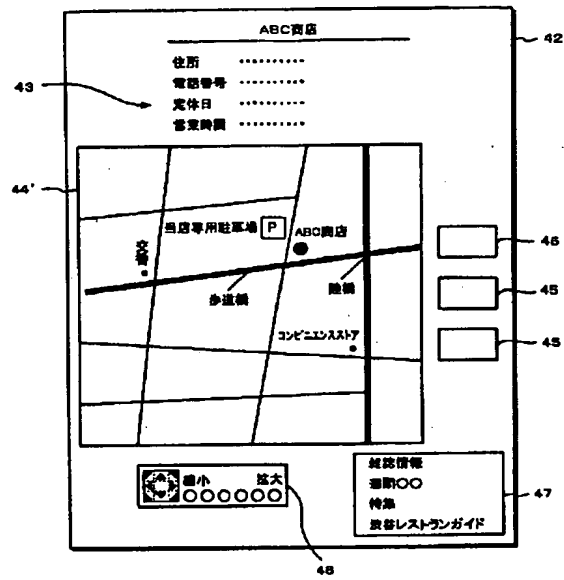 ABC商店
42
住所 ・・・・・・・・・
電話番号 ・・・・・・・・・
43
定休日 ・・・・・・・・・
営業時間 ・・・・・・・・・
44'
当店専用駐車場 P
ABC商店
46
歩道橋
陸橋
45
コンビニエンスストア
45
縮小 拡大
雑誌情報
週刊〇〇
47
特集
渋谷レストランガイド
48